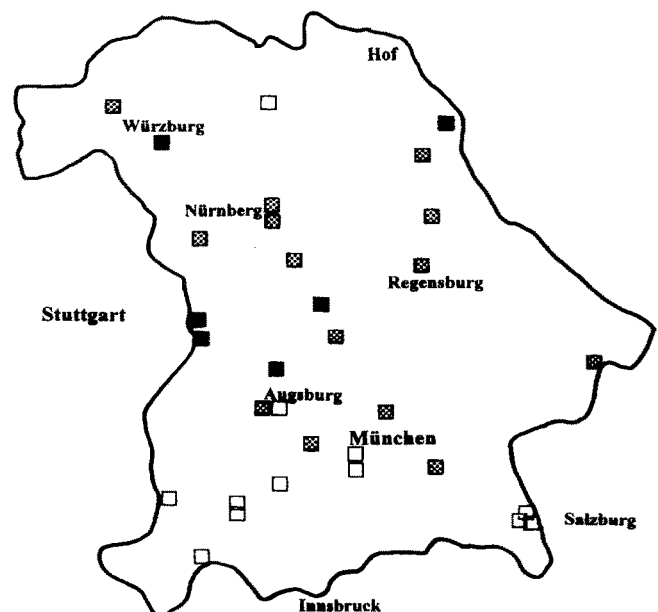 Hof
Würzburg
Nürnberg
Regensburg
Stuttgart
Augsburg
München
Salzburg
Innsbruck